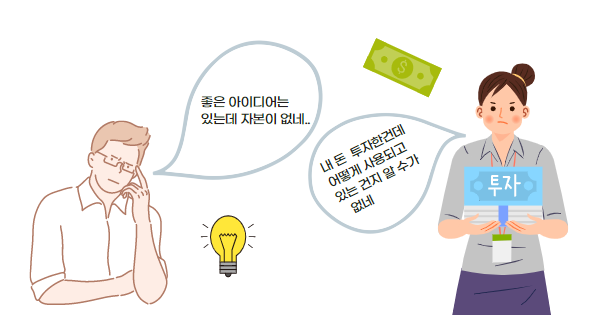 좋은 아이디어는
있는데 자본이 없네..
내 돈 투자한건데
어떻게 사용되고
있는 건지 알 수가
없네
$
투자